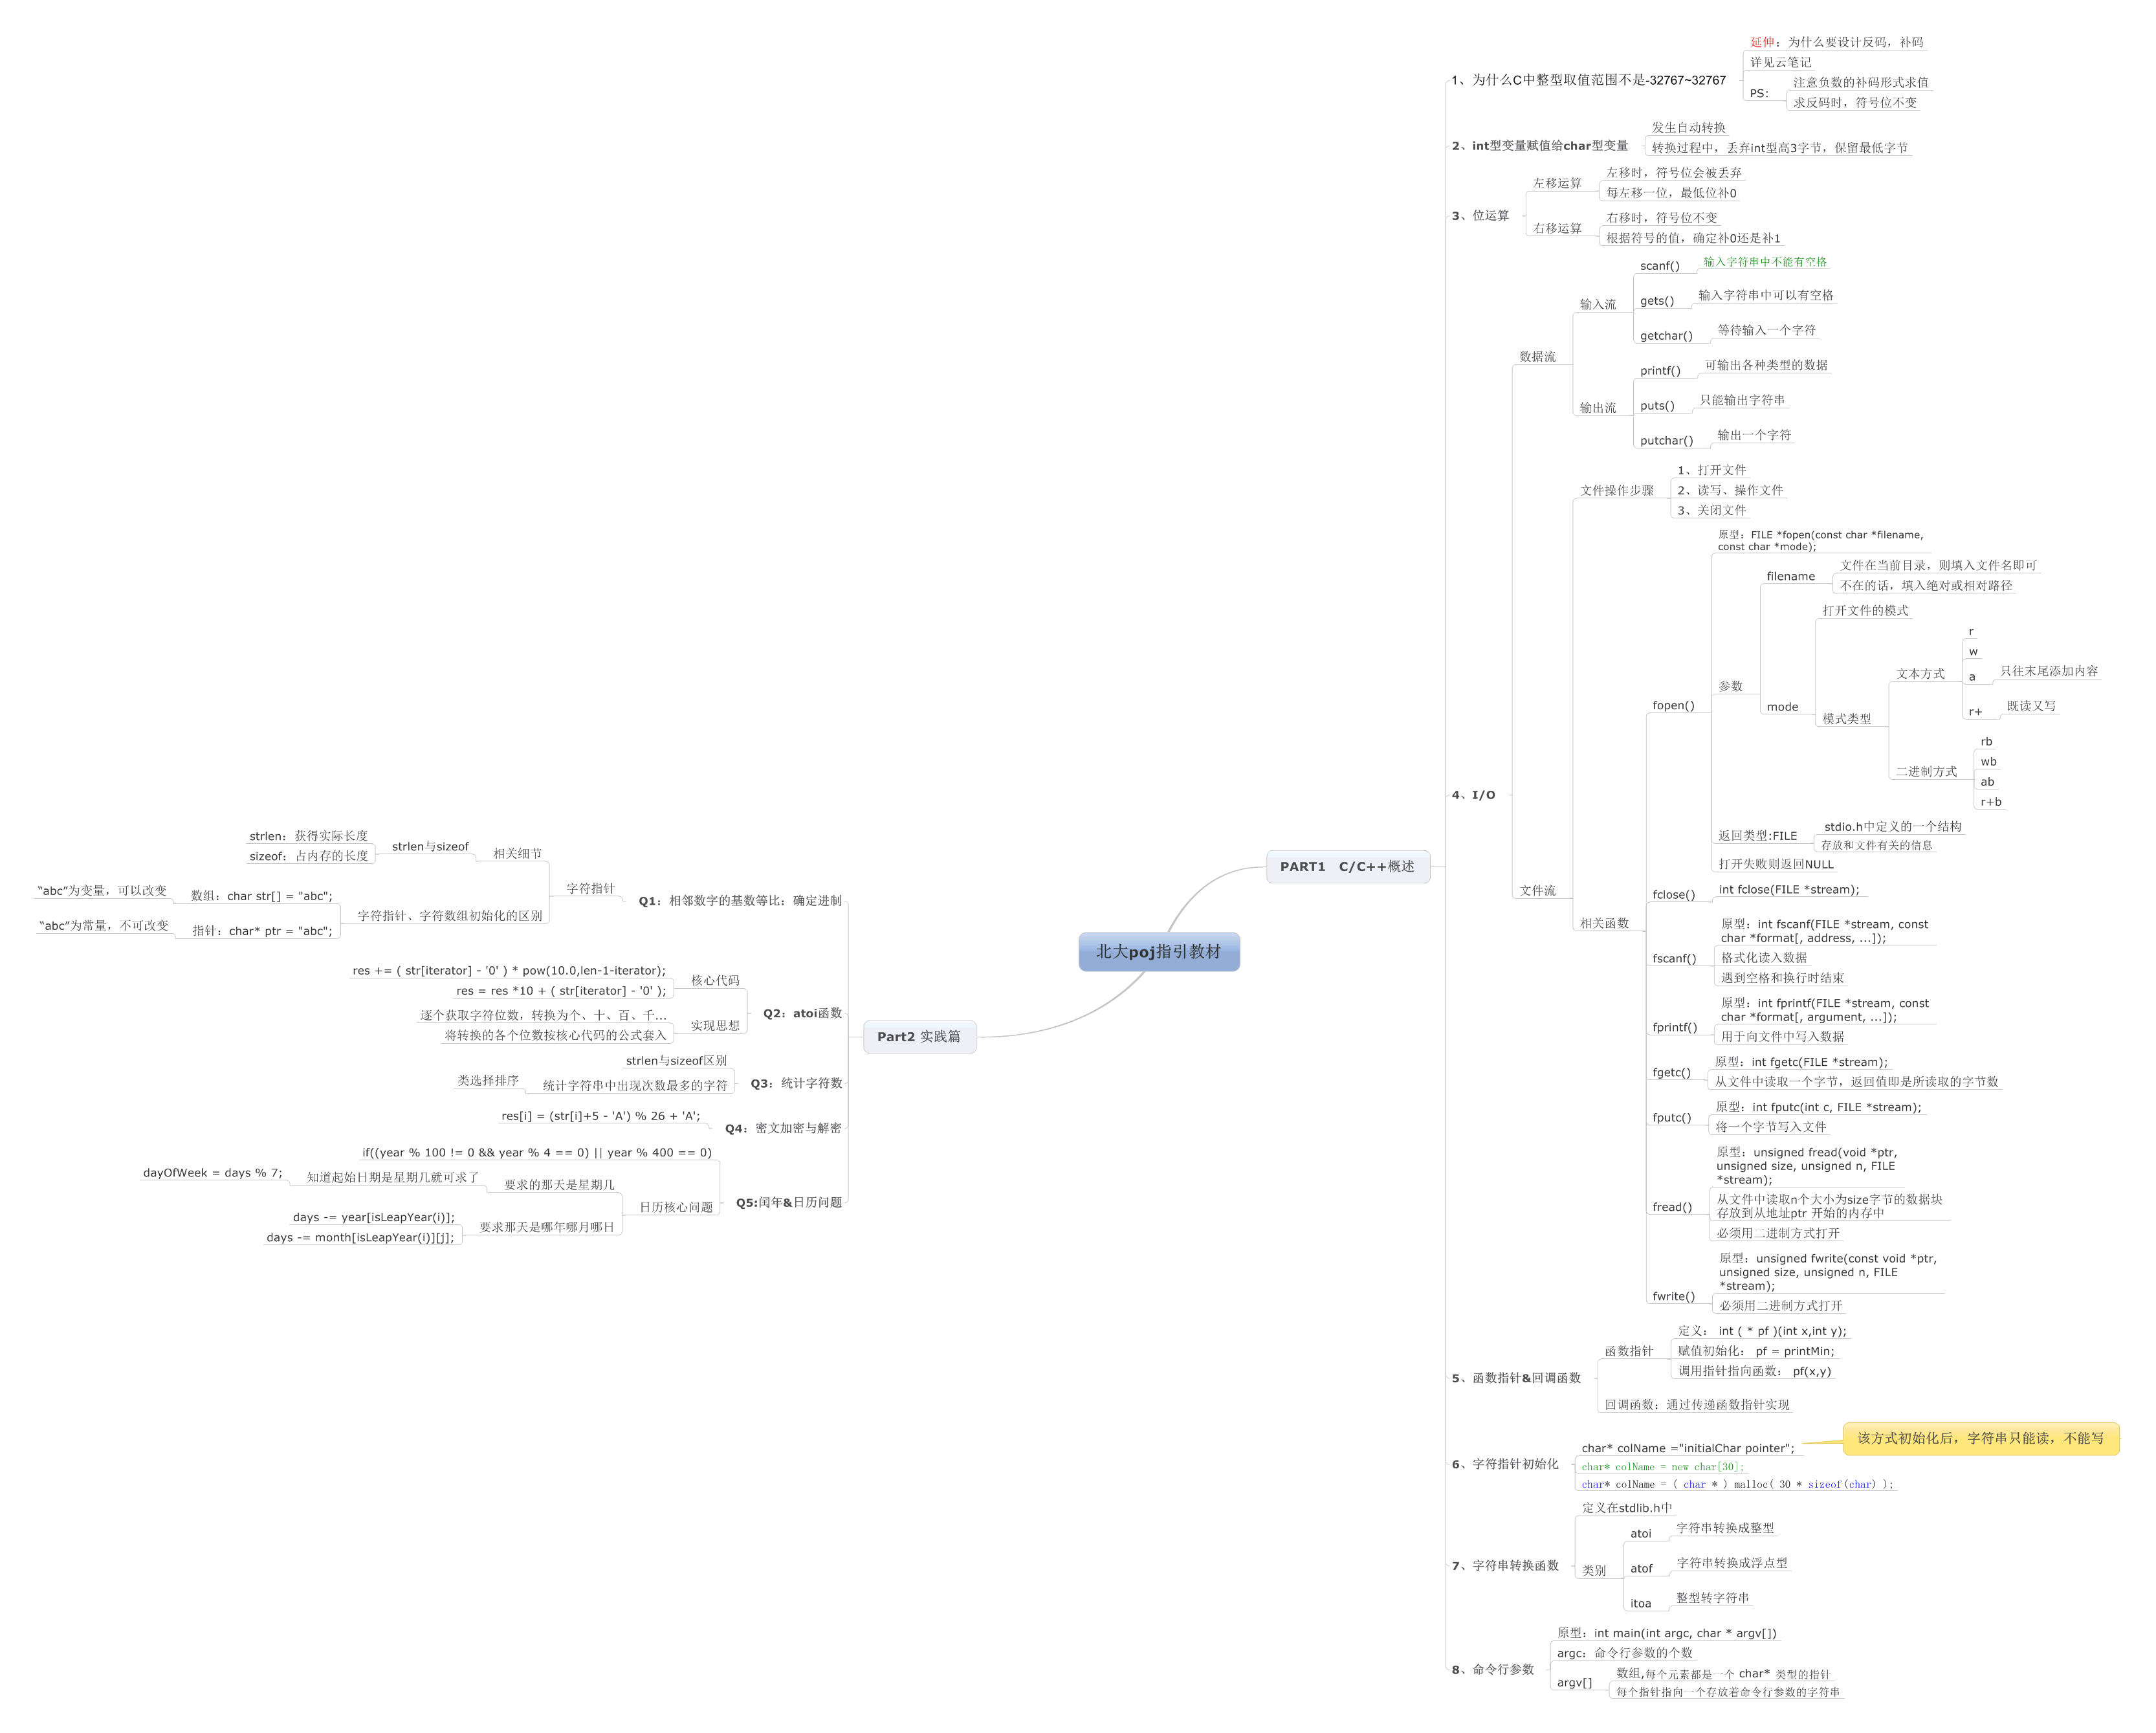 北大poj指引教材
PART1 C/C++概述
1、为什么C中整型取值范围不是-32767~32767
延伸：为什么要设计反码，补码
详见云笔记
PS:
注意负数的补码形式求值
求反码时，符号位不变
2、int型变量赋值给char型变量
发生自动转换
转换过程中，丢弃int型高3字节，保留最低字节
3、位运算
左移运算
左移时，符号位会被丢弃
每左移一位，最低位补0
右移运算
右移时，符号位不变
根据符号的值，确定补0还是补1
4、I/O
数据流
输入流
scanf()
输入字符串中不能有空格
gets()
输入字符串中可以有空格
getchar()
等待输入一个字符
输出流
printf()
可输出各种类型的数据
puts()
只能输出字符串
putchar()
输出一个字符
文件流
文件操作步骤
1、打开文件
2、读写、操作文件
3、关闭文件
相关函数
fopen()
原型：FILE *fopen(const char *filename,
const char *mode);
参数
filename
文件在当前目录，则填入文件名即可
不在的话，填入绝对或相对路径
mode
打开文件的模式
模式类型
文本方式
r
w
a
只往末尾添加内容
r+
既读又写
二进制方式
rb
wb
ab
r+b
返回类型:FILE
stdio.h中定义的一个结构
存放和文件有关的信息
打开失败则返回NULL
fclose()
int fclose(FILE *stream);
fscanf()
原型：int fscanf(FILE *stream, const
char *format[, address, ...]);
格式化读入数据
遇到空格和换行时结束
fprintf()
原型：int fprintf(FILE *stream, const
char *format[, argument, ...]);
用于向文件中写入数据
fgetc()
原型：int fgetc(FILE *stream);
从文件中读取一个字节，返回值即是所读取的字节数
fputc()
原型：int fputc(int c, FILE *stream);
将一个字节写入文件
fread()
原型：unsigned fread(void *ptr,
unsigned size, unsigned n, FILE
*stream);
从文件中读取n个大小为size字节的数据块
存放到从地址ptr 开始的内存中
必须用二进制方式打开
fwrite()
原型：unsigned fwrite(const void *ptr,
unsigned size, unsigned n, FILE
*stream);
必须用二进制方式打开
5、函数指针&回调函数
函数指针
定义： int ( * pf )(int x,int y);
赋值初始化： pf = printMin;
调用指针指向函数： pf(x,y)
回调函数：通过传递函数指针实现
6、字符指针初始化
char* colName ="initialChar pointer";
该方式初始化后，字符串只能读，不能写
char* colName = new char[30];
char* colName = ( char * ) malloc( 30 * sizeof(char) );
7、字符串转换函数
定义在stdlib.h中
类别
atoi
字符串转换成整型
atof
字符串转换成浮点型
itoa
整型转字符串
8、命令行参数
原型：int main(int argc, char * argv[])
argc：命令行参数的个数
argv[]
数组,每个元素都是一个 char* 类型的指针
每个指针指向一个存放着命令行参数的字符串
Part2 实践篇
Q1：相邻数字的基数等比：确定进制
字符指针
相关细节
strlen与sizeof
strlen：获得实际长度
sizeof：占内存的长度
字符指针、字符数组初始化的区别
数组：char str[] = "abc";
“abc”为变量，可以改变
指针：char* ptr = "abc";
“abc”为常量，不可改变
Q2：atoi函数
核心代码
res += ( str[iterator] - '0' ) * pow(10.0,len-1-iterator);
res = res *10 + ( str[iterator] - '0' );
实现思想
逐个获取字符位数，转换为个、十、百、千...
将转换的各个位数按核心代码的公式套入
Q3：统计字符数
strlen与sizeof区别
统计字符串中出现次数最多的字符
类选择排序
Q4：密文加密与解密
res[i] = (str[i]+5 - 'A') % 26 + 'A';
Q5:闰年&日历问题
if((year % 100 != 0 && year % 4 == 0) || year % 400 == 0)
日历核心问题
要求的那天是星期几
知道起始日期是星期几就可求了
dayOfWeek = days % 7;
要求那天是哪年哪月哪日
days -= year[isLeapYear(i)];
days -= month[isLeapYear(i)][j];